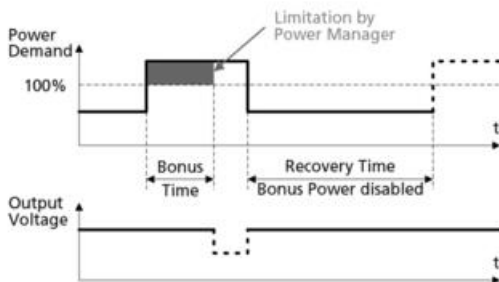 Limitation by
Power Manager
Power
Demand
100%
t
Bonus
Time
Recovery Time
Bonus Power disabled
Output
Voltage
t